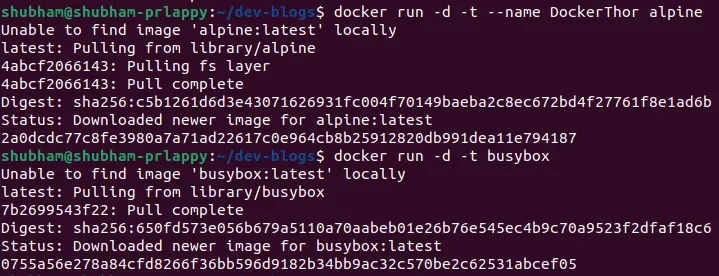 shubham@shubham-prlappy:~/dev-blogs$ docker run -d -t --name DockerThor alpine
Unable to find image 'alpine:latest' locally
latest: Pulling from library/alpine
4abcf2066143: Pulling fs layer
4abcf2066143: Pull complete
Digest: sha256:c5b1261d6d3e43071626931fc004f70149baeba2c8ec672bd4f27761f8e1ad6b
Status: Downloaded newer image for alpine:latest
2a0dcdc77c8fe3980a7a71ad22617c0e964cb8b25912820db991dea11e794187
shubham@shubham-prlappy:~/dev-blogs$ docker run -d -t busybox
Unable to find image 'busybox:latest' locally
latest: Pulling from library/busybox
7b2699543f22: Pull complete
Digest: sha256:650fd573e056b679a5110a70aabeb01e26b76e545ec4b9c70a9523f2dfaf18c6
Status: Downloaded newer image for busybox:latest
0755a56e278a84cfd8266f36bb596d9182b34bb9ac32c570be2c62531abcef05